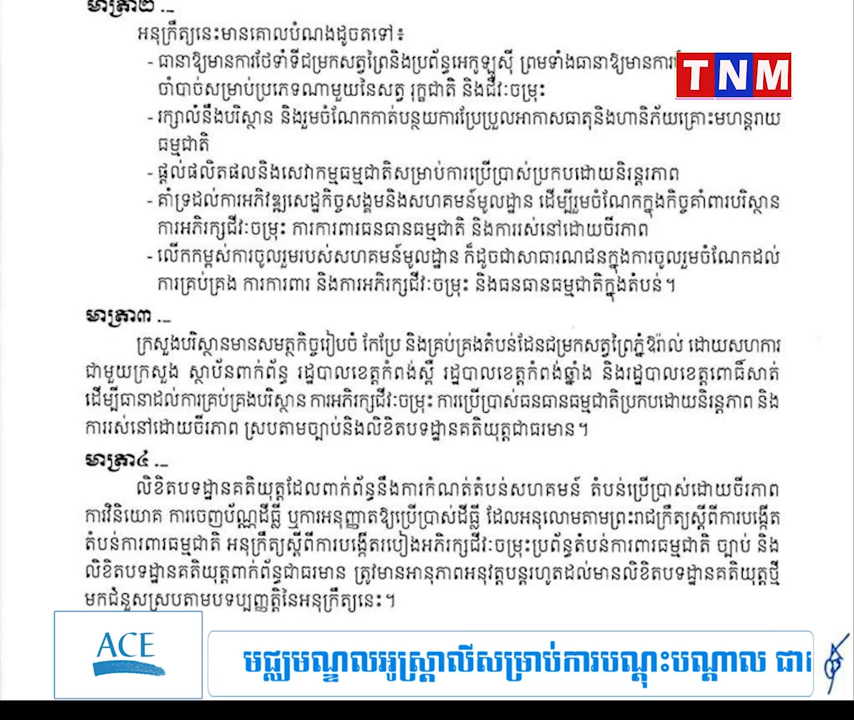 មាត្រា២ ._
អនុក្រឹត្យនេះមានគោលបំណងដូចតទៅ៖
- ធានាឱ្យមានការថែទាំទីជម្រកសត្វព្រៃនិងប្រព័ន្ធអេកូឡូស៊ី ព្រមទាំងធានាឱ្យមានការ
TNM
ចាំបាច់សម្រាប់ប្រភេទណាមួយនៃសត្វ រុក្ខជាតិ និងជីវៈចម្រុះ
- រក្សាលំនឹងបរិស្ថាន និងរួមចំណែកកាត់បន្ថយការប្រែប្រួលអាកាសធាតុនិងហានិភ័យគ្រោះមហន្តរាយ
ធម្មជាតិ
- ផ្តល់ផលិតផលនិងសេវាកម្មធម្មជាតិសម្រាប់ការប្រើប្រាស់ប្រកបដោយនិរន្តរភាព
- គាំទ្រដល់ការអភិវឌ្ឍសេដ្ឋកិច្ចសង្គមនិងសហគមន៍មូលដ្ឋាន ដើម្បីរួមចំណែកក្នុងកិច្ចគាំពារបរិស្ថាន
ការអភិរក្សជីវៈចម្រុះ ការការពារធនធានធម្មជាតិ និងការរស់នៅដោយចីរភាព
- លើកកម្ពស់ការចូលរួមរបស់សហគមន៍មូលដ្ឋាន ក៏ដូចជាសាធារណជនក្នុងការចូលរួមចំណែកដល់
ការគ្រប់គ្រង ការការពារ និងការអភិរក្សជីវៈចម្រុះ និងធនធានធម្មជាតិក្នុងតំបន់។
មាត្រា៣ ._
ក្រសួងបរិស្ថានមានសមត្ថកិច្ចរៀបចំ កែប្រែ និងគ្រប់គ្រងតំបន់ដែនជម្រកសត្វព្រៃភ្នំឱរ៉ាល់ ដោយសហការ
ជាមួយក្រសួង ស្ថាប័នពាក់ព័ន្ធ រដ្ឋបាលខេត្តកំពង់ស្ពឺ រដ្ឋបាលខេត្តកំពង់ឆ្នាំង និងរដ្ឋបាលខេត្តពោធិ៍សាត់
ដើម្បីធានាដល់ការគ្រប់គ្រងបរិស្ថាន ការអភិរក្សជីវៈចម្រុះ ការប្រើប្រាស់ធនធានធម្មជាតិប្រកបដោយនិរន្តរភាព និង
ការរស់នៅដោយចីរភាព ស្របតាមច្បាប់និងលិខិតបទដ្ឋានគតិយុត្តជាធរមាន។
មាត្រា៤ ._
លិខិតបទដ្ឋានគតិយុត្តដែលពាក់ព័ន្ធនឹងការកំណត់តំបន់សហគមន៍ តំបន់ប្រើប្រាស់ដោយចីរភាព
ការវិនិយោគ ការចេញប័ណ្ណដីធ្លី ឬការអនុញ្ញាតឱ្យប្រើប្រាស់ដីធ្លី ដែលអនុលោមតាមព្រះរាជក្រឹត្យស្តីពីការបង្កើត
តំបន់ការពារធម្មជាតិ អនុក្រឹត្យស្តីពីការបង្កើតរបៀងអភិរក្សជីវៈចម្រុះប្រព័ន្ធតំបន់ការពារធម្មជាតិ ច្បាប់ និង
លិខិតបទដ្ឋានគតិយុត្តពាក់ព័ន្ធជាធរមាន ត្រូវមានអានុភាពអនុវត្តបន្តរហូតដល់មានលិខិតបទដ្ឋានគតិយុត្តថ្មី
មកជំនួសស្របតាមបទប្បញ្ញត្តិនៃអនុក្រឹត្យនេះ។
ACE
មជ្ឈមណ្ឌលអូស្ត្រាលីសម្រាប់ការបណ្តុះបណ្តាល